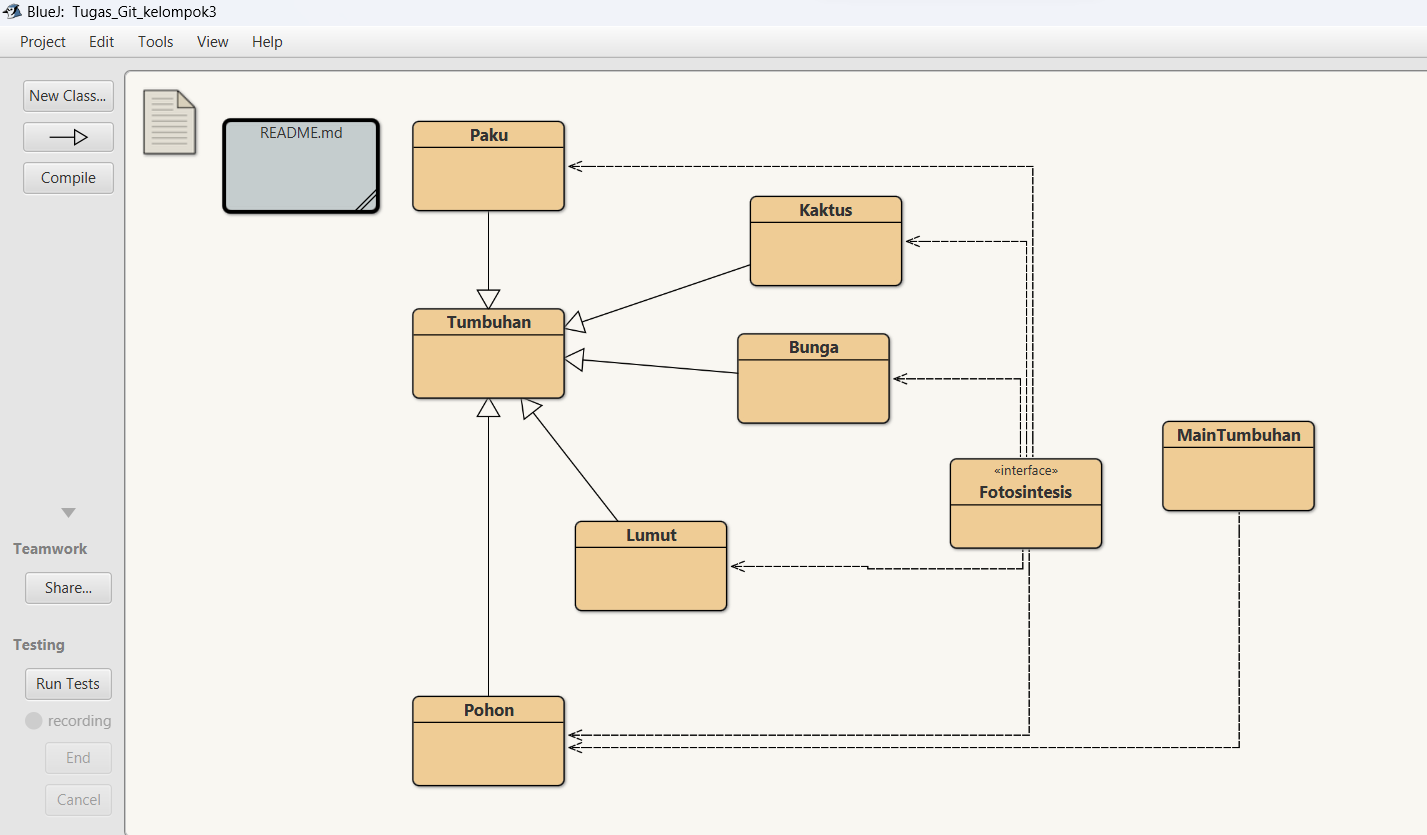 BlueJ: Tugas_Git_kelompok3
Project Edit Tools View Help
New Class...
Compile
README.md
Paku
Kaktus
Tumbuhan
Bunga
MainTumbuhan
«interface»
Fotosintesis
Lumut
Teamwork
Share...
Testing
Run Tests
recording
Pohon
End
Cancel